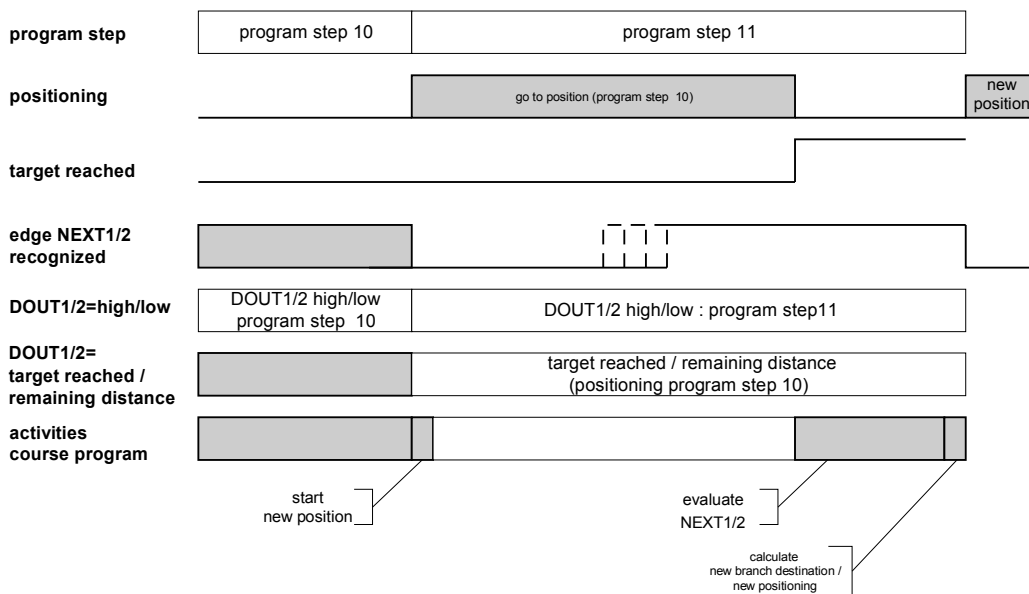 program step
program step 10
program step 11
positioning
go to position (program step 10)
new
position
target reached
edge NEXT1/2
recognized
DOUT1/2=high/low
DOUT1/2 high/low
program step 10
DOUT1/2 high/low : program step11
DOUT1/2=
target reached /
remaining distance
target reached / remaining distance
(positioning program step 10)
activities
course program
start
new position
evaluate
NEXT1/2
calculate
new branch destination /
new positioning